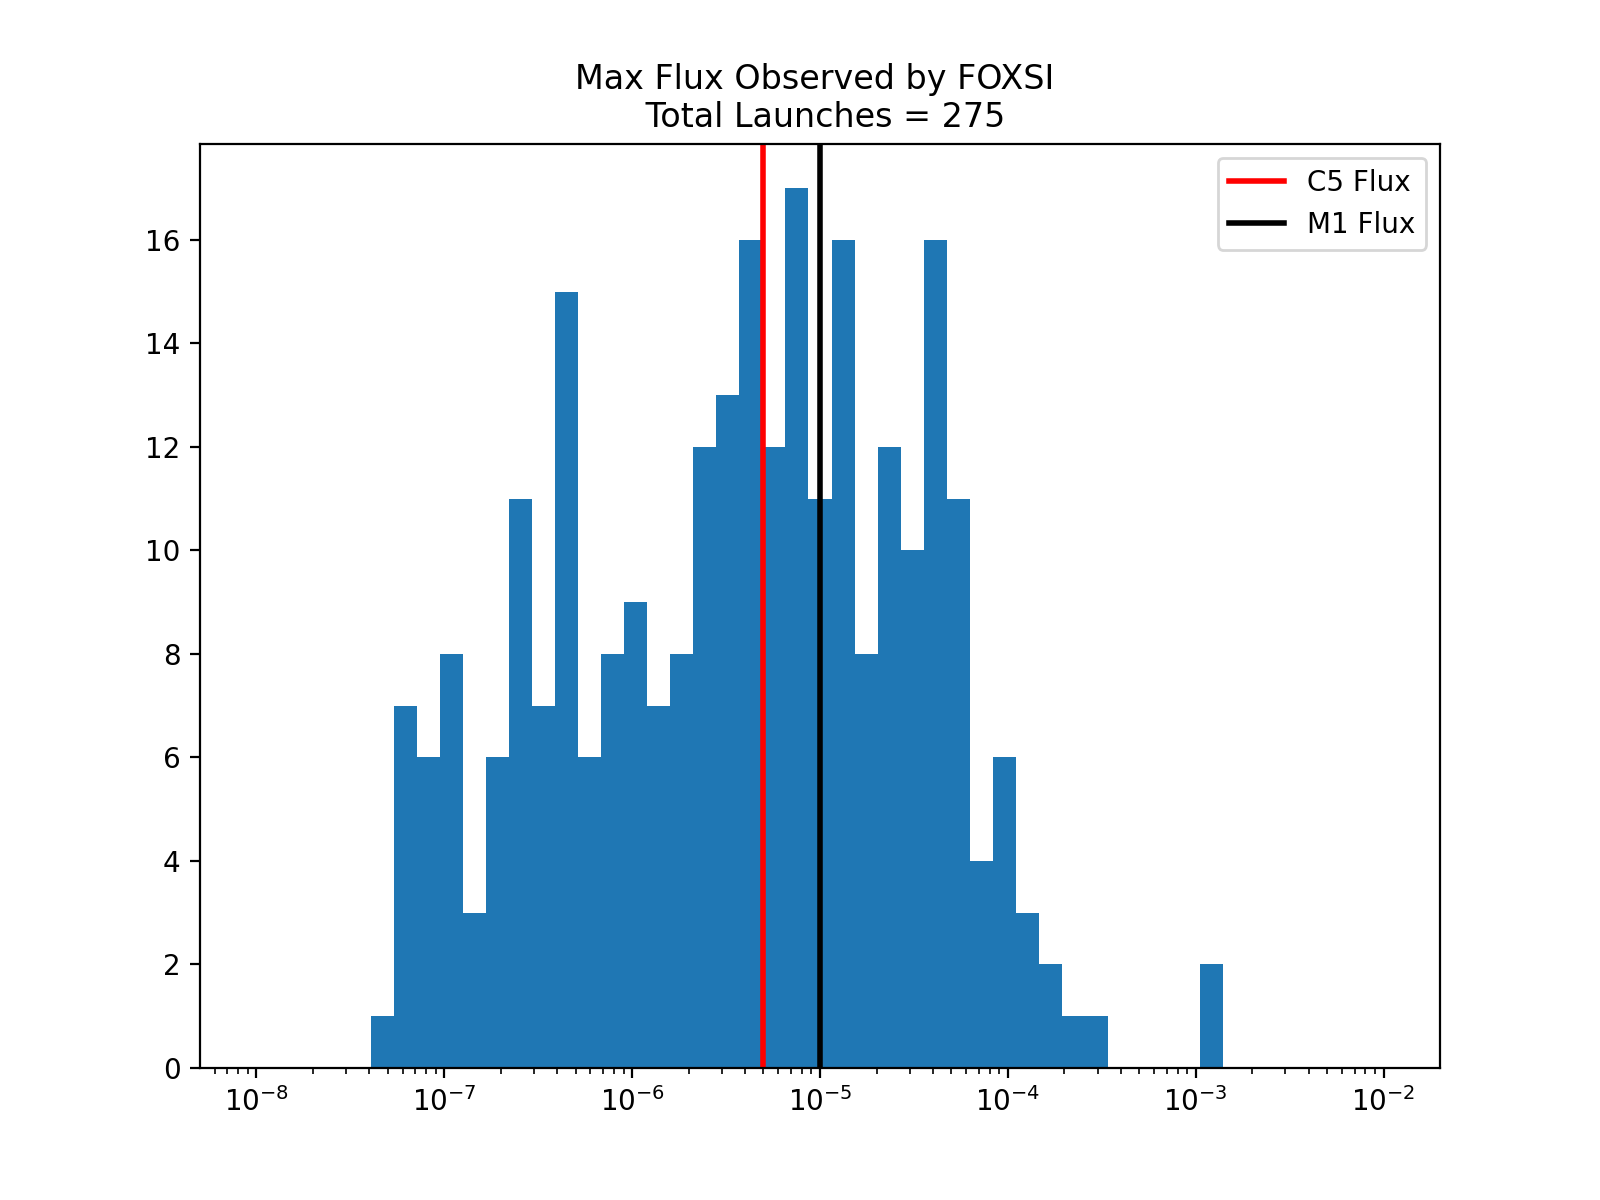 Max Flux Observed by FOXSI
Total Launches = 275
C5 Flux
M1 Flux
16
14
12
10
8
6
4
2
0
10⁻⁸ 10⁻⁷ 10⁻⁶ 10⁻⁵ 10⁻⁴ 10⁻³ 10⁻²